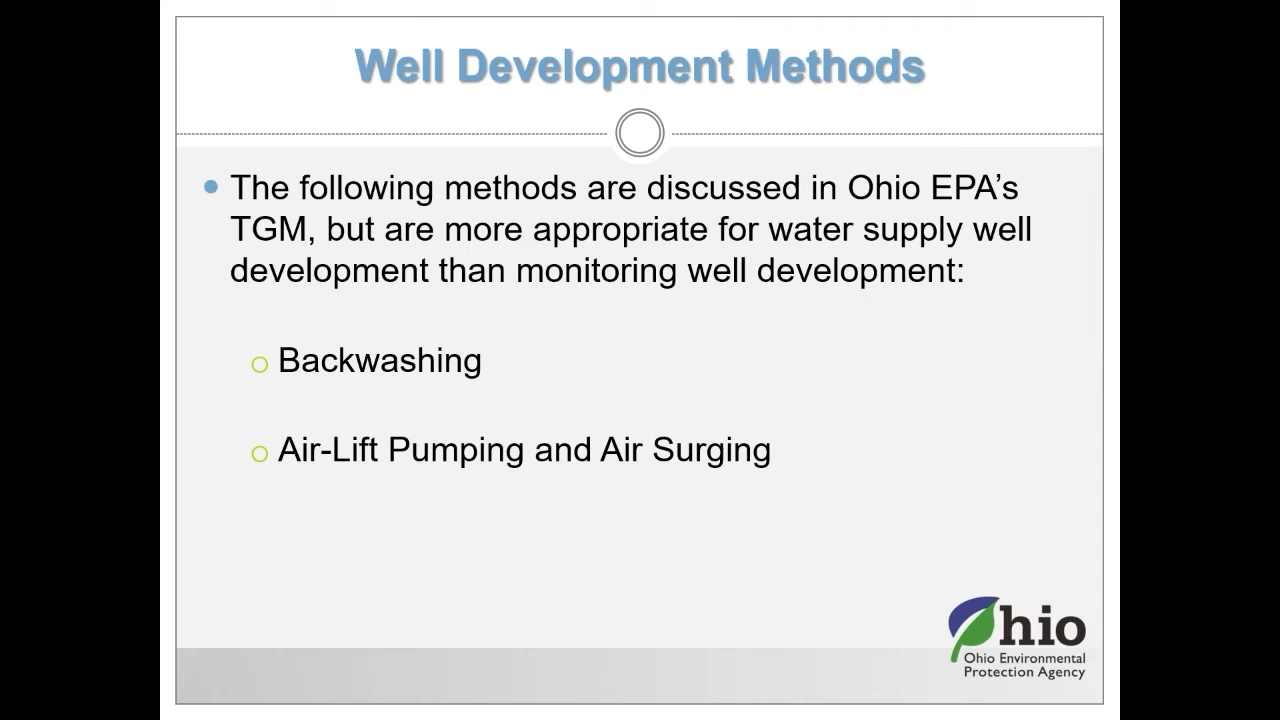 Well Development Methods
The following methods are discussed in Ohio EPA’s
TGM, but are more appropriate for water supply well
development than monitoring well development:
Backwashing
Air-Lift Pumping and Air Surging
Ohio
Ohio Environmental
Protection Agency